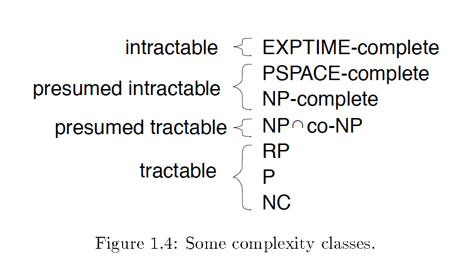 intractable EXPTIME-complete
presumed intractable PSPACE-complete
NP-complete
presumed tractable NP∩co-NP
RP
tractable P
NC
Figure 1.4: Some complexity classes.